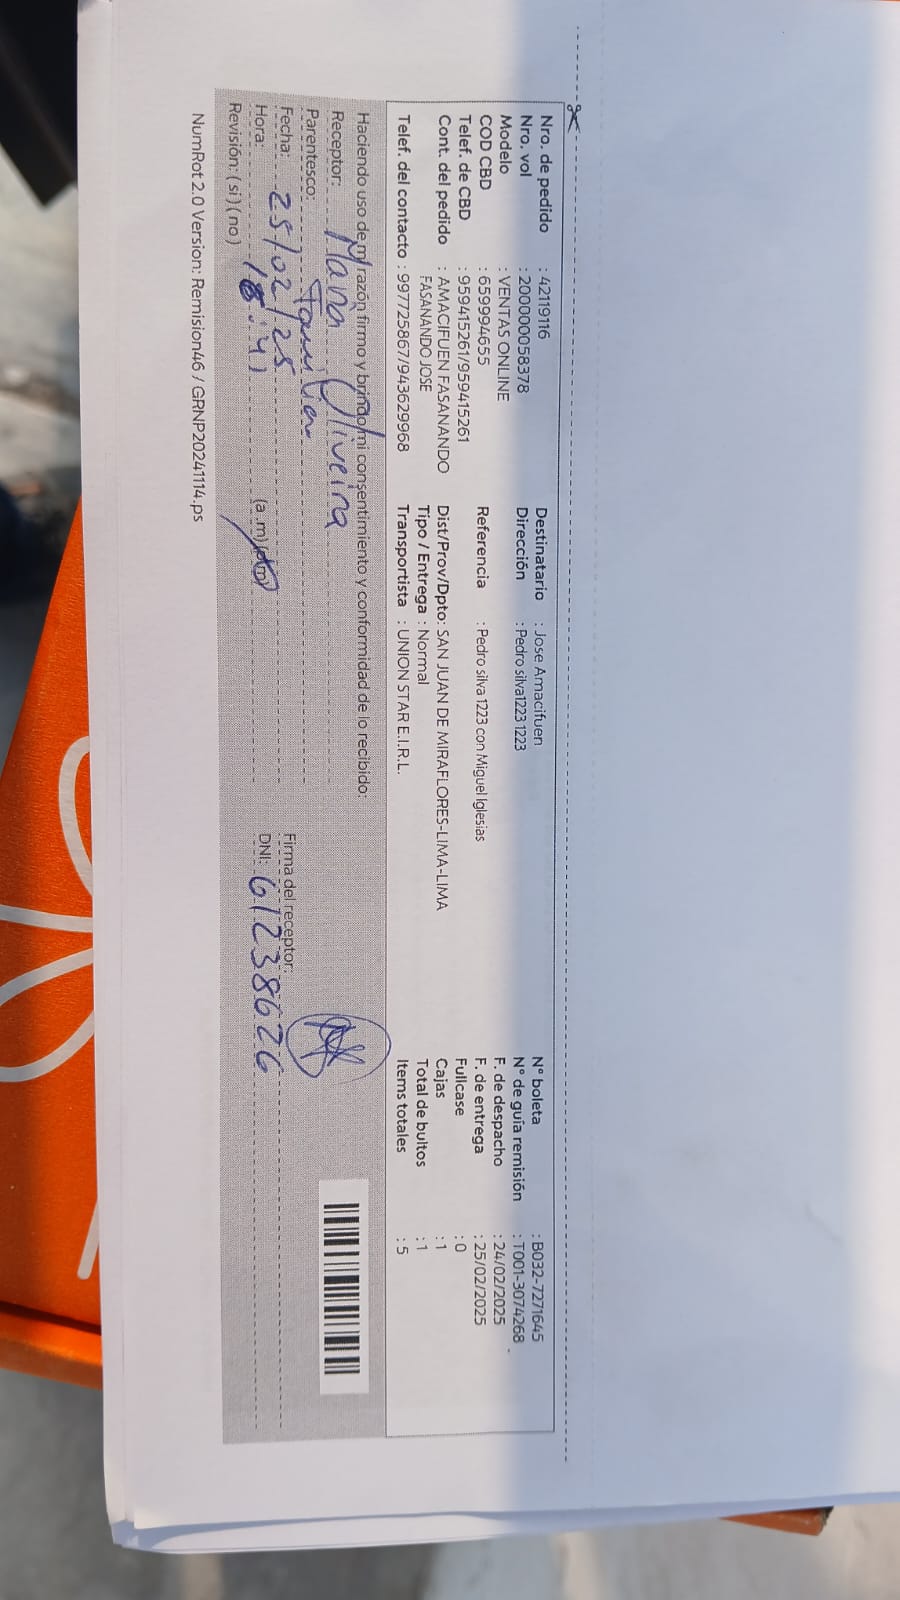 Nro. de pedido : 42119116
Nro. vol : 200000058378
Modelo : VENTAS ONLINE
COD CBD : 659994655
Telef. de CBD : 959415261/959415261
Cont. del pedido : AMACIFUEN FASANANDO
FASANANDO JOSE
Telef. del contacto : 997725867/943629968
Destinatario : Jose Amacifuen
Dirección : Pedro silva1223 1223
Referencia : Pedro silva 1223 con Miguel Iglesias
Dist/Prov/Dpto: SAN JUAN DE MIRAFLORES-LIMA-LIMA
Tipo / Entrega : Normal
Transportista : UNION STAR E.I.R.L.
N° boleta : B032-7271645
N° de guía remisión : T001-3074268
F. de despacho : 24/02/2025
F. de entrega : 25/02/2025
Fullcase : 0
Cajas : 1
Total de bultos : 1
Items totales : 5
Haciendo uso de mi razón firmo y brindo mi consentimiento y conformidad de lo recibido:
Receptor: Maria Oliveira
Parentesco: Familiar
Fecha: 25/02/25
Hora: :41 (a.m)(p.m)
Revisión: (si) (no)
Firma del receptor:
DNI: 61238626
NumRot 2.0 Version: Remision46 / GRNP20241114.ps